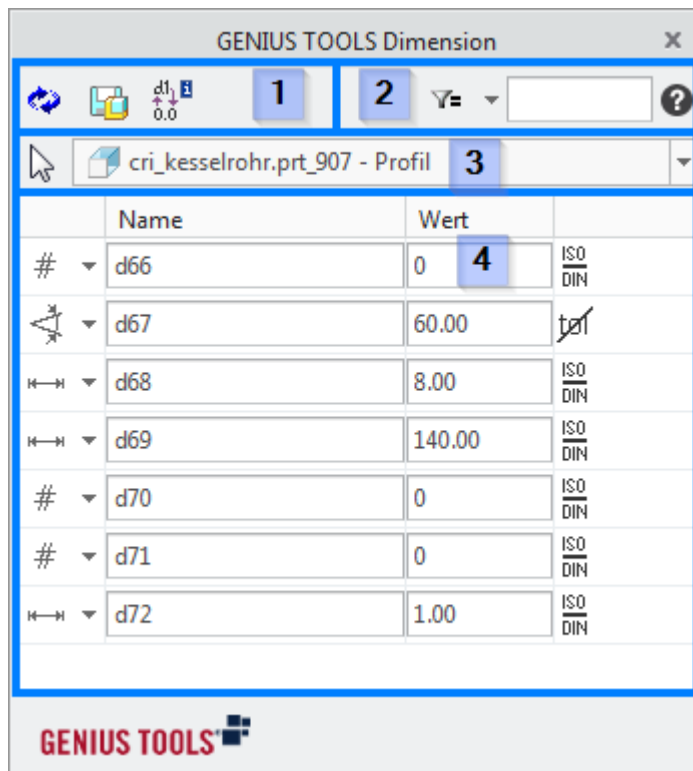 GENIUS TOOLS Dimension
d1 i
0.0
1
2
=
?
cri_kesselrohr.prt_907 - Profil
3
Name Wert
4
# d66 0 ISO
DIN
d67 60.00 tol
d68 8.00 ISO
DIN
d69 140.00 ISO
DIN
# d70 0 ISO
DIN
# d71 0 ISO
DIN
d72 1.00 ISO
DIN
GENIUS TOOLS